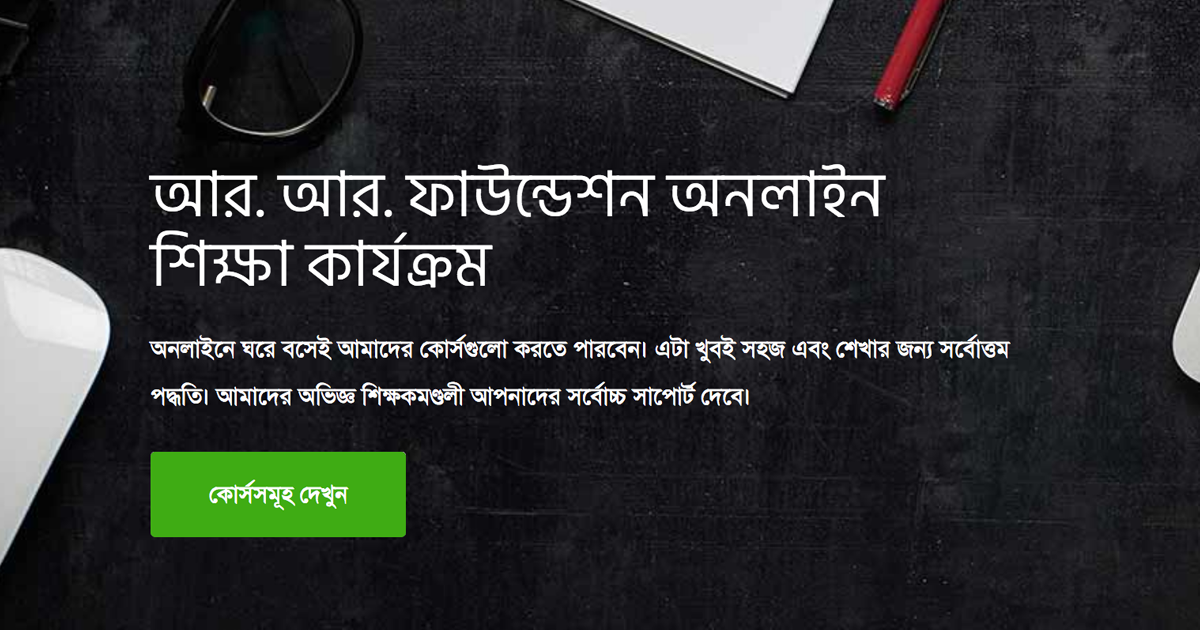 আর. আর. ফাউন্ডেশন অনলাইন
শিক্ষা কার্যক্রম
অনলাইনে ঘরে বসেই আমাদের কোর্সগুলো করতে পারবেন। এটা খুবই সহজ এবং শেখার জন্য সর্বোত্তম
পদ্ধতি। আমাদের অভিজ্ঞ শিক্ষকমণ্ডলী আপনাদের সর্বোচ্চ সাপোর্ট দেবে।
কোর্সসমূহ দেখুন